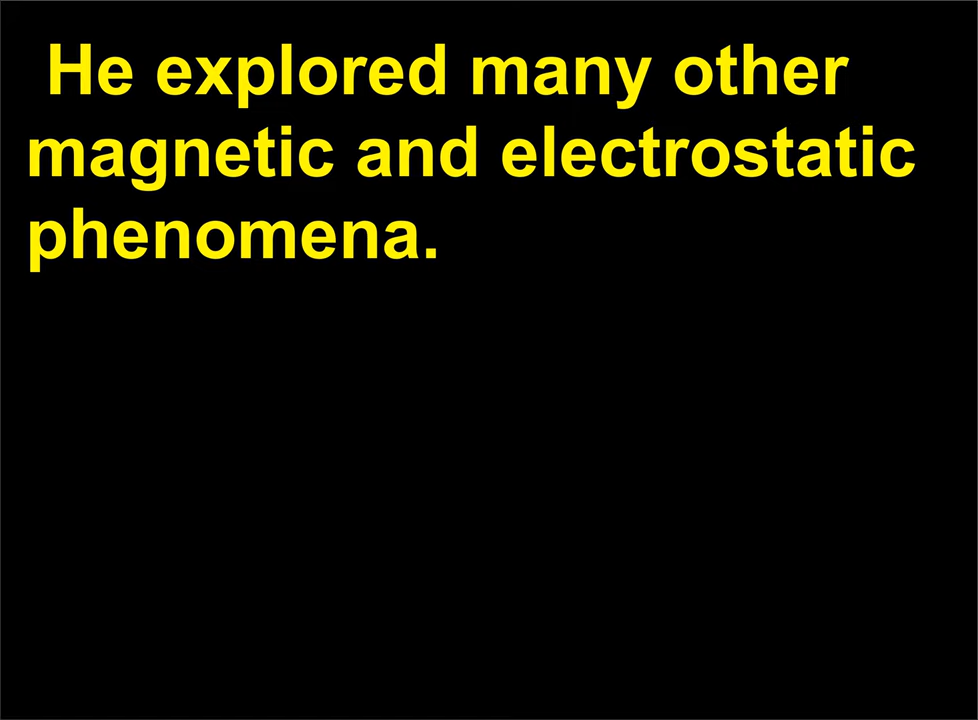 He explored many other
magnetic and electrostatic
phenomena.